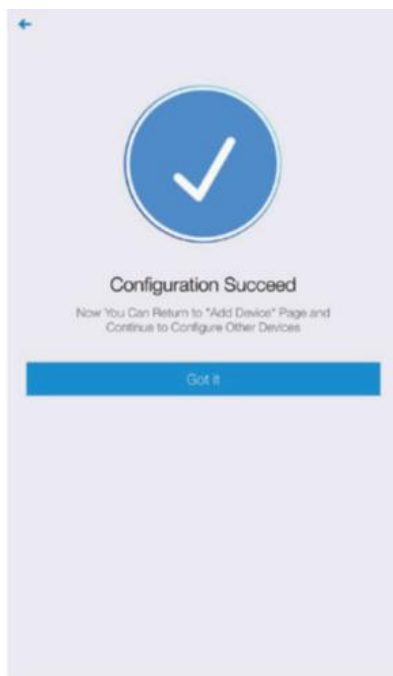 Configuration Succeed
Now You Can Return to "Add Device" Page and
Continue to Configure Other Devices
Got it